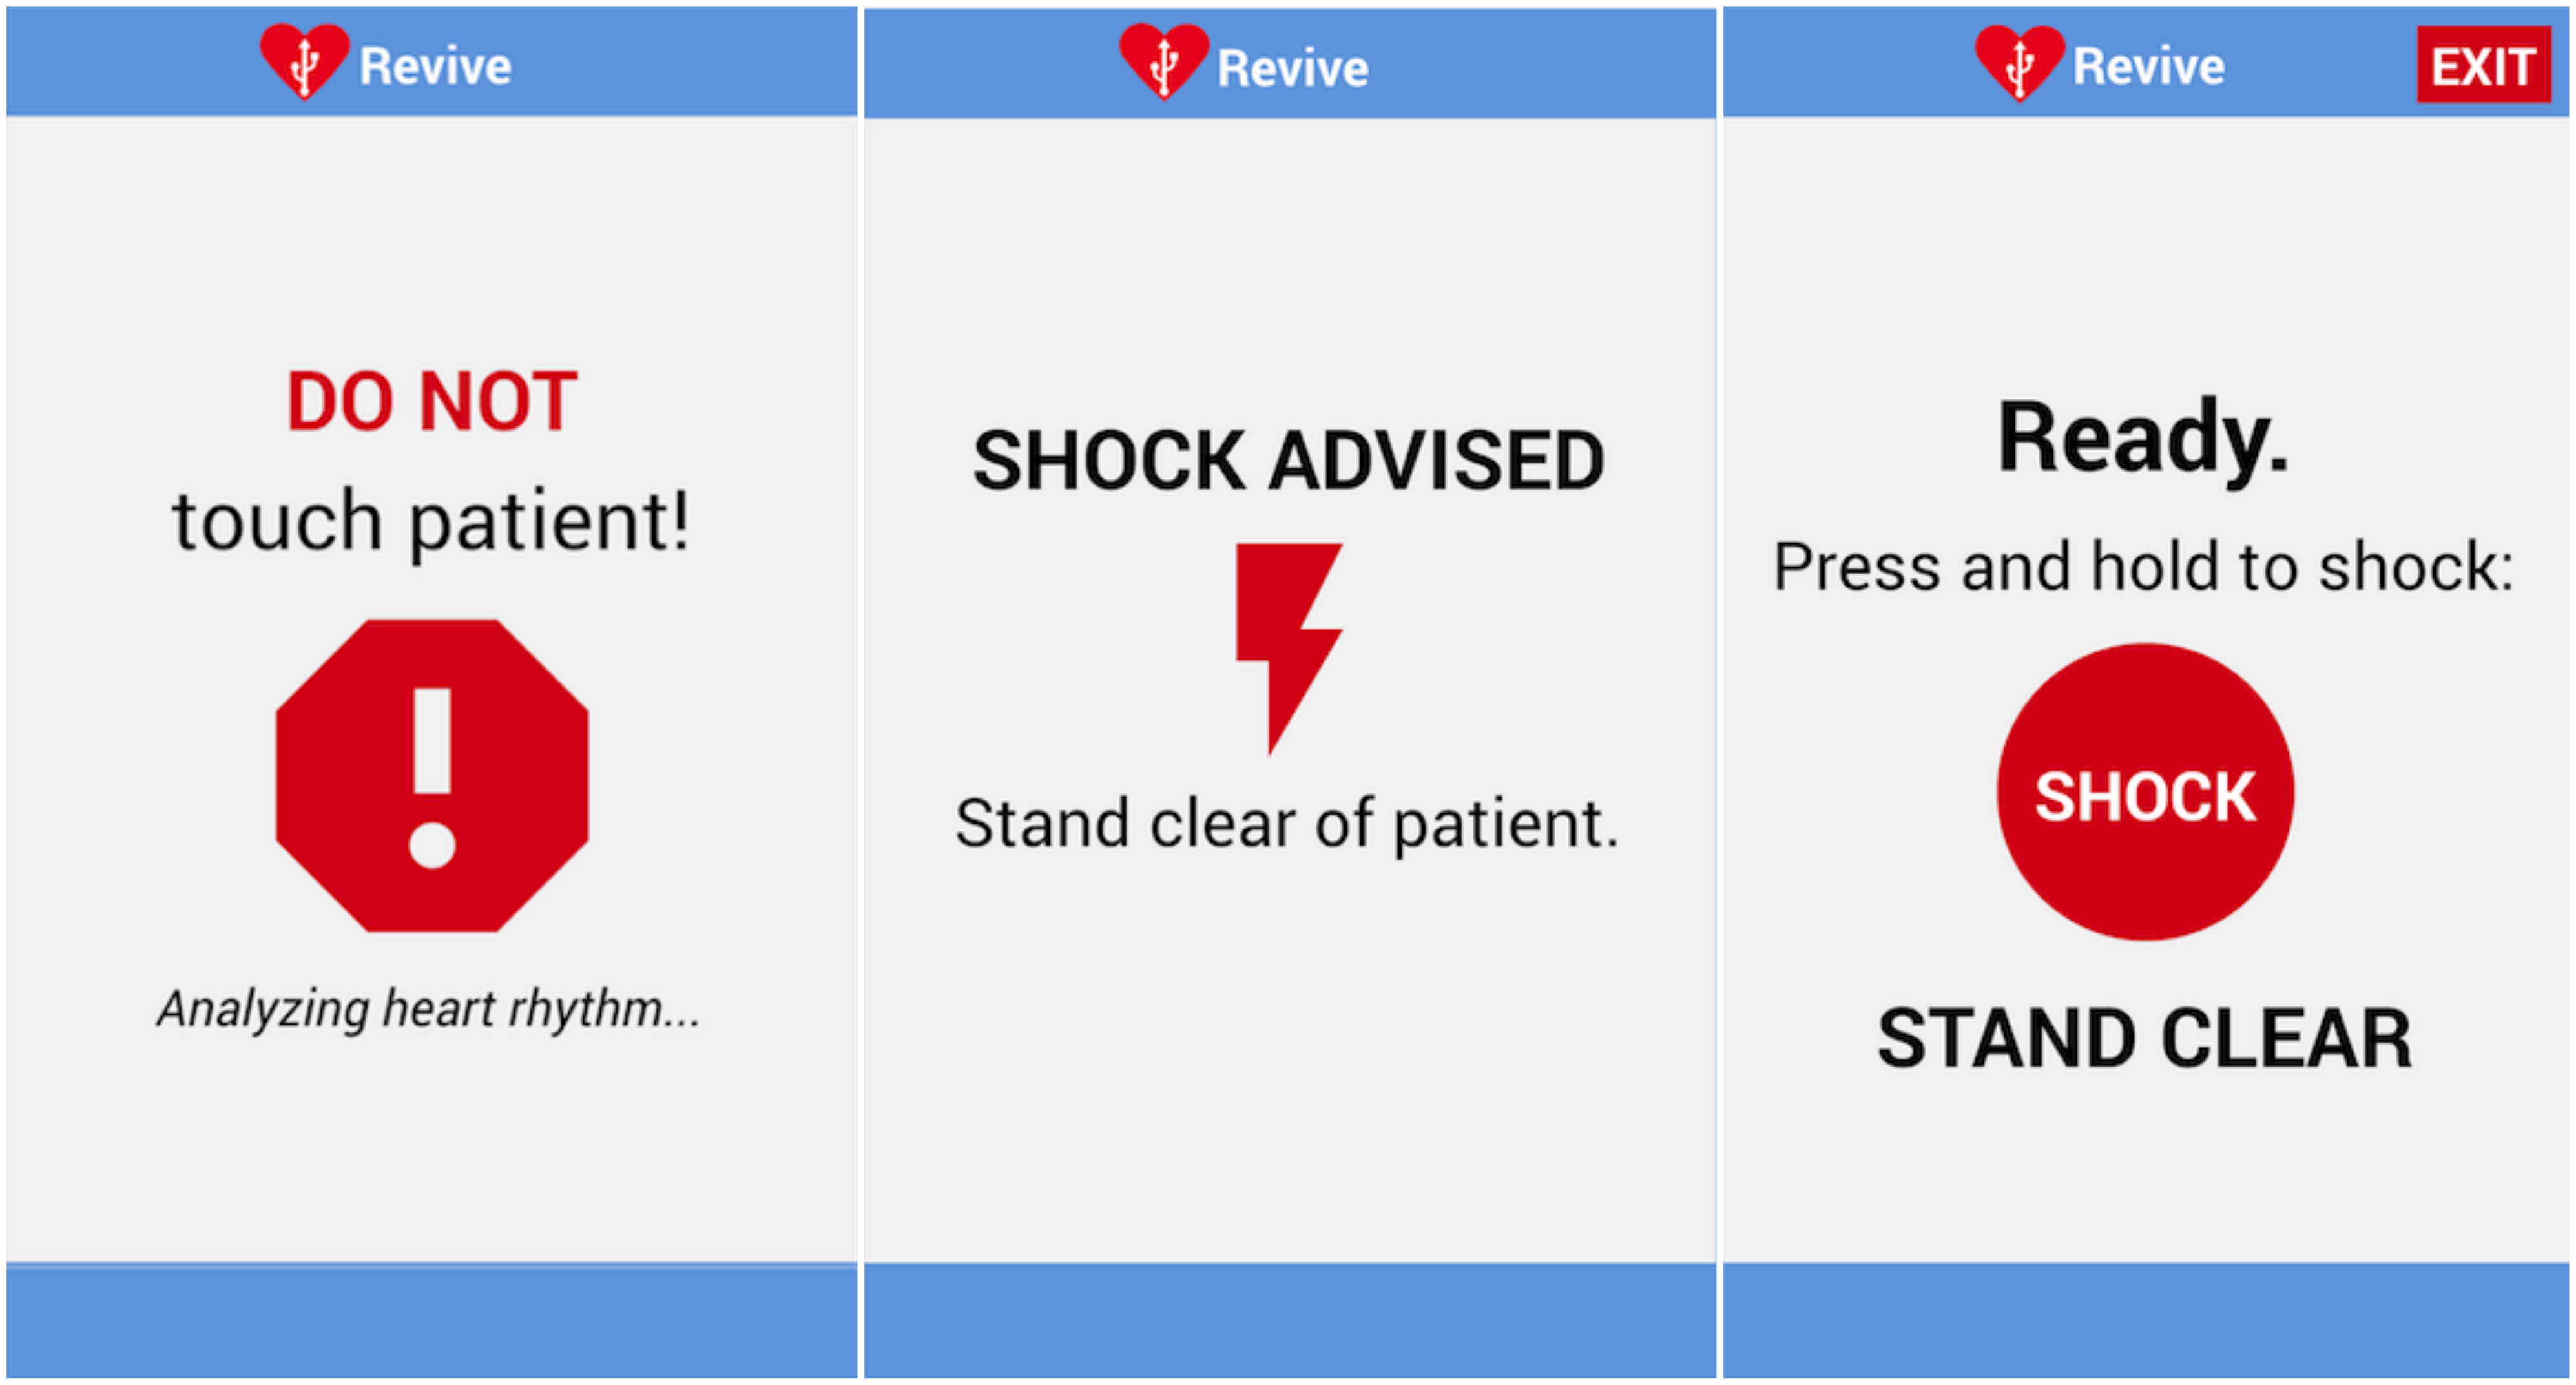 Revive
DO NOT
touch patient!
Analyzing heart rhythm...
Revive
SHOCK ADVISED
Stand clear of patient.
Revive
EXIT
Ready.
Press and hold to shock:
SHOCK
STAND CLEAR